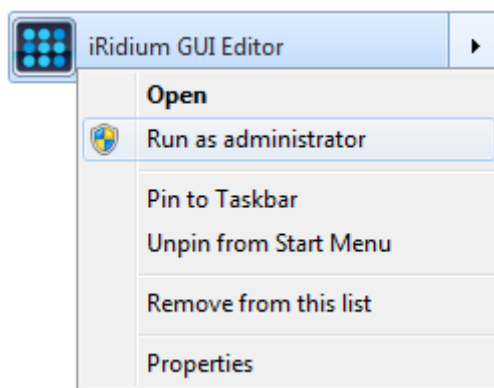 iRidium GUI Editor
Open
Run as administrator
Pin to Taskbar
Unpin from Start Menu
Remove from this list
Properties